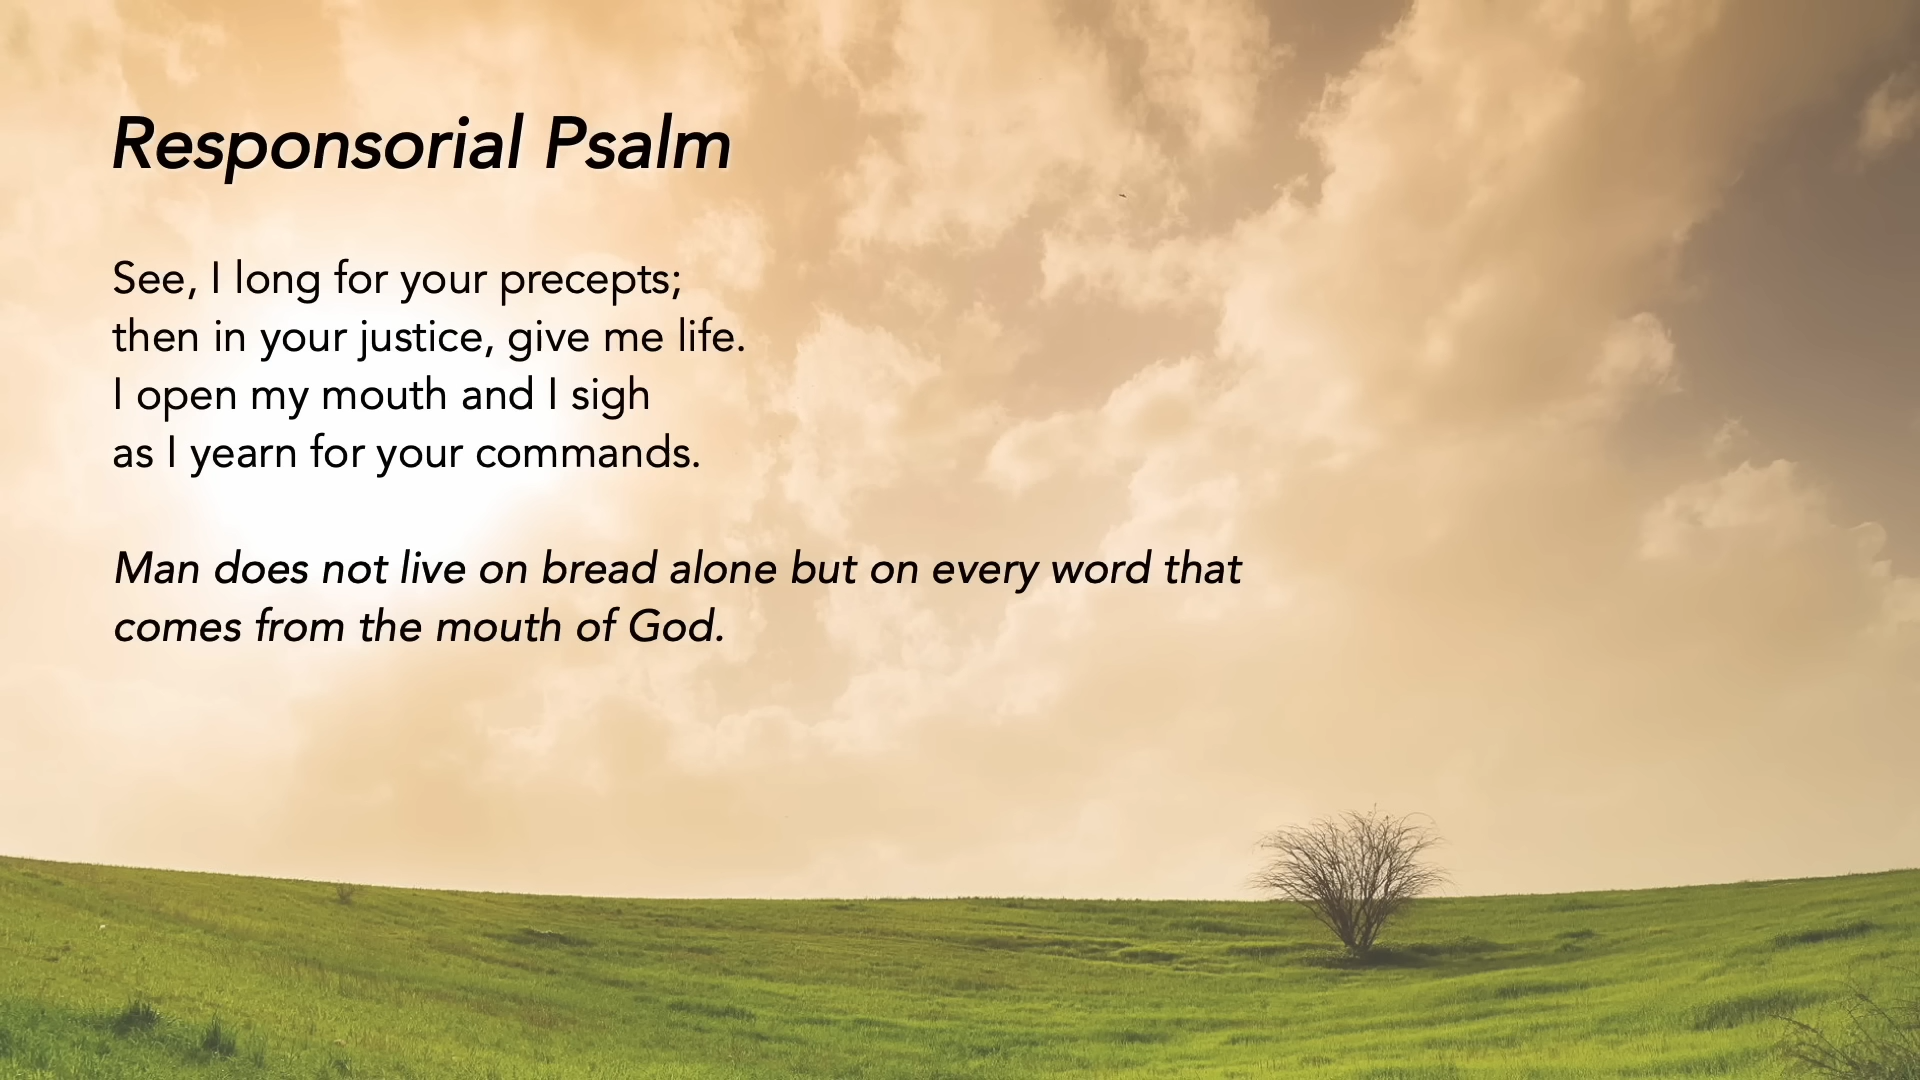 Responsorial Psalm
See, I long for your precepts;
then in your justice, give me life.
I open my mouth and I sigh
as I yearn for your commands.
Man does not live on bread alone but on every word that
comes from the mouth of God.